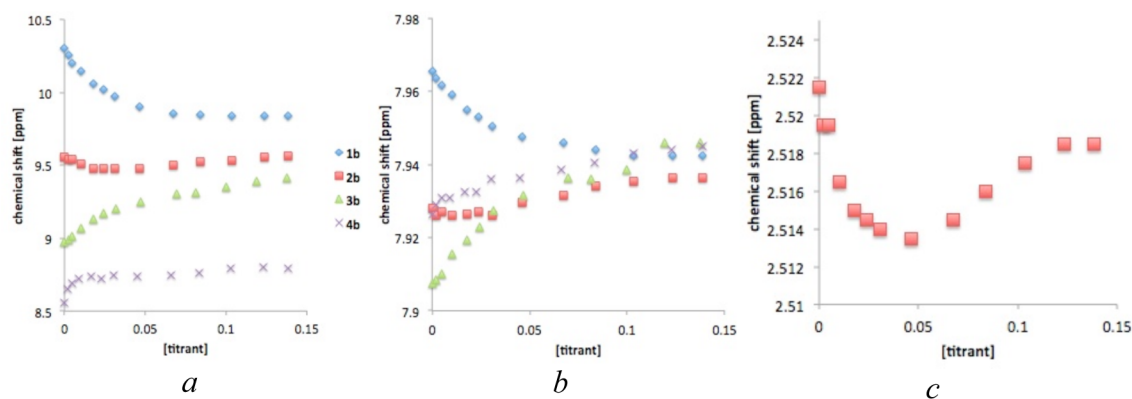 10.5
10
9.5
9
8.5
chemical shift [ppm]
0
0.05
0.1
0.15
[titrant]
1b
2b
3b
4b
a
7.98
7.96
7.94
7.92
7.9
chemical shift [ppm]
0
0.05
0.1
0.15
[titrant]
b
2.524
2.522
2.52
2.518
2.516
2.514
2.512
2.51
chemical shift [ppm]
0
0.05
0.1
0.15
[titrant]
c